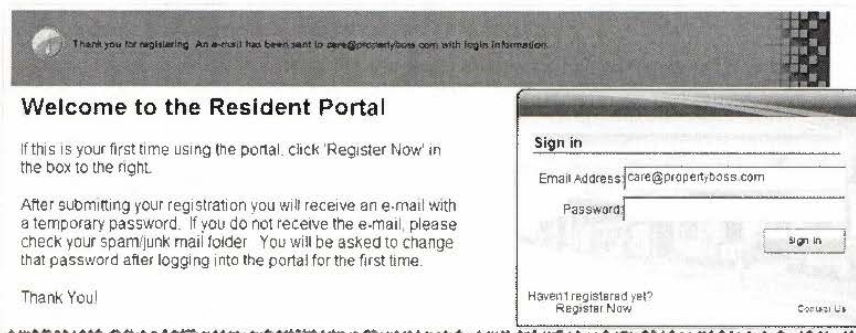 Thank you for registering. An e-mail has been sent to care@propertyboss.com with login information.
Welcome to the Resident Portal
If this is your first time using the portal, click 'Register Now' in
the box to the right.
After submitting your registration you will receive an e-mail with
a temporary password. If you do not receive the e-mail, please
check your spam/junk mail folder. You will be asked to change
that password after logging into the portal for the first time.
Thank You!
Sign in
Email Address: care@propertyboss.com
Password:
Sign In
Haven't registered yet?
Register Now
Contact Us